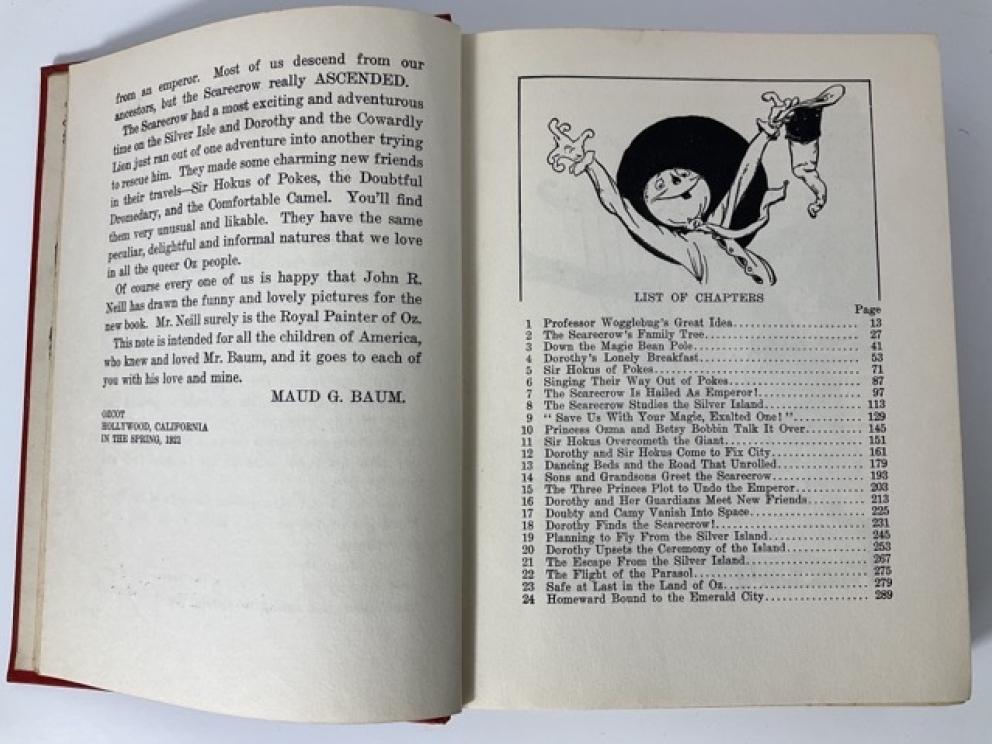 from an emperor. Most of us descend from our
ancestors, but the Scarecrow really ASCENDED.
The Scarecrow had a most exciting and adventurous
time on the Silver Isle and Dorothy and the Cowardly
Lion just ran out of one adventure into another trying
to rescue him. They made some charming new friends
in their travels—Sir Hokus of Pokes, the Doubtful
Dromedary, and the Comfortable Camel. You'll find
them very unusual and likable. They have the same
peculiar, delightful and informal natures that we love
in all the queer Oz people.
Of course every one of us is happy that John R.
Neill has drawn the funny and lovely pictures for the
new book. Mr. Neill surely is the Royal Painter of Oz.
This note is intended for all the children of America,
who knew and loved Mr. Baum, and it goes to each of
you with his love and mine.
MAUD G. BAUM.
OZCOT
HOLLYWOOD, CALIFORNIA
IN THE SPRING, 1921
LIST OF CHAPTERS
Page
1 Professor Wogglebug's Great Idea 13
2 The Scarecrow's Family Tree 27
3 Down the Magic Bean Pole 41
4 Dorothy's Lonely Breakfast 53
5 Sir Hokus of Pokes 71
6 Singing Their Way Out of Pokes 87
7 The Scarecrow Is Hailed As Emperor! 97
8 The Scarecrow Studies the Silver Island 113
9 "Save Us With Your Magic, Exalted One!" 129
10 Princess Ozma and Betsy Bobbin Talk It Over 145
11 Sir Hokus Overcometh the Giant 151
12 Dorothy and Sir Hokus Come to Fix City 161
13 Dancing Beds and the Road That Unrolled 179
14 Sons and Grandsons Greet the Scarecrow 193
15 The Three Princes Plot to Undo the Emperor 203
16 Dorothy and Her Guardians Meet New Friends 213
17 Doubty and Camy Vanish Into Space 225
18 Dorothy Finds the Scarecrow! 231
19 Planning to Fly From the Silver Island 245
20 Dorothy Upsets the Ceremony of the Island 253
21 The Escape From the Silver Island 267
22 The Flight of the Parasol 275
23 Safe at Last in the Land of Oz 279
24 Homeward Bound to the Emerald City 289